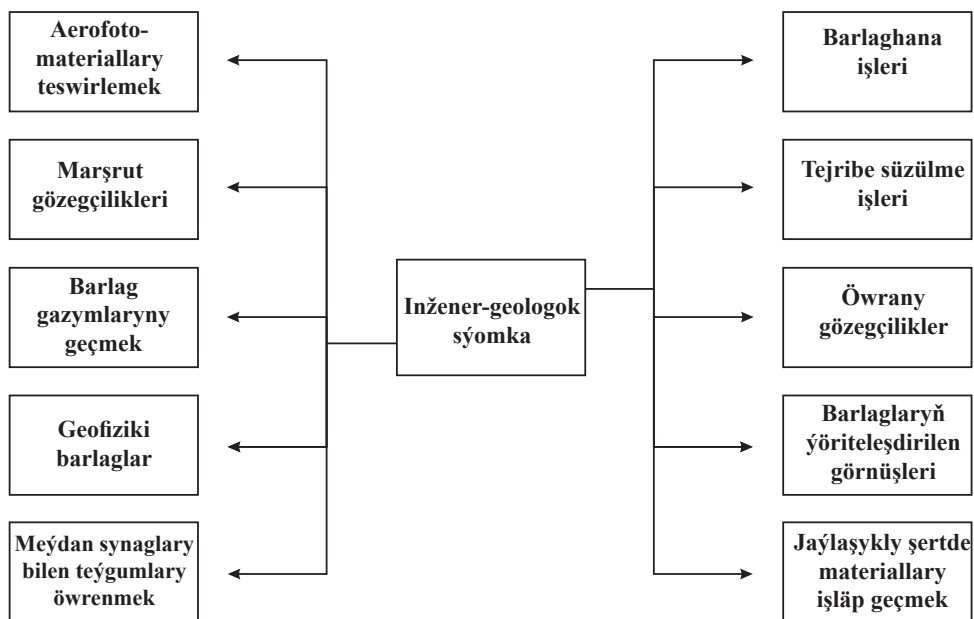 Aerofoto-
materiallary
teswirlemek
Marşrut
gözegçilikleri
Barlag
gazymlaryny
geçmek
Geofiziki
barlaglar
Meýdan synaglary
bilen teýgumlary
öwrenmek
Inžener-geologok
sýomka
Barlaghana
işleri
Tejribe süzülme
işleri
Öwrany
gözegçilikler
Barlaglaryň
ýöriteleşdirilen
görnüşleri
Jaýlaşykly şertde
materiallary
işläp geçmek